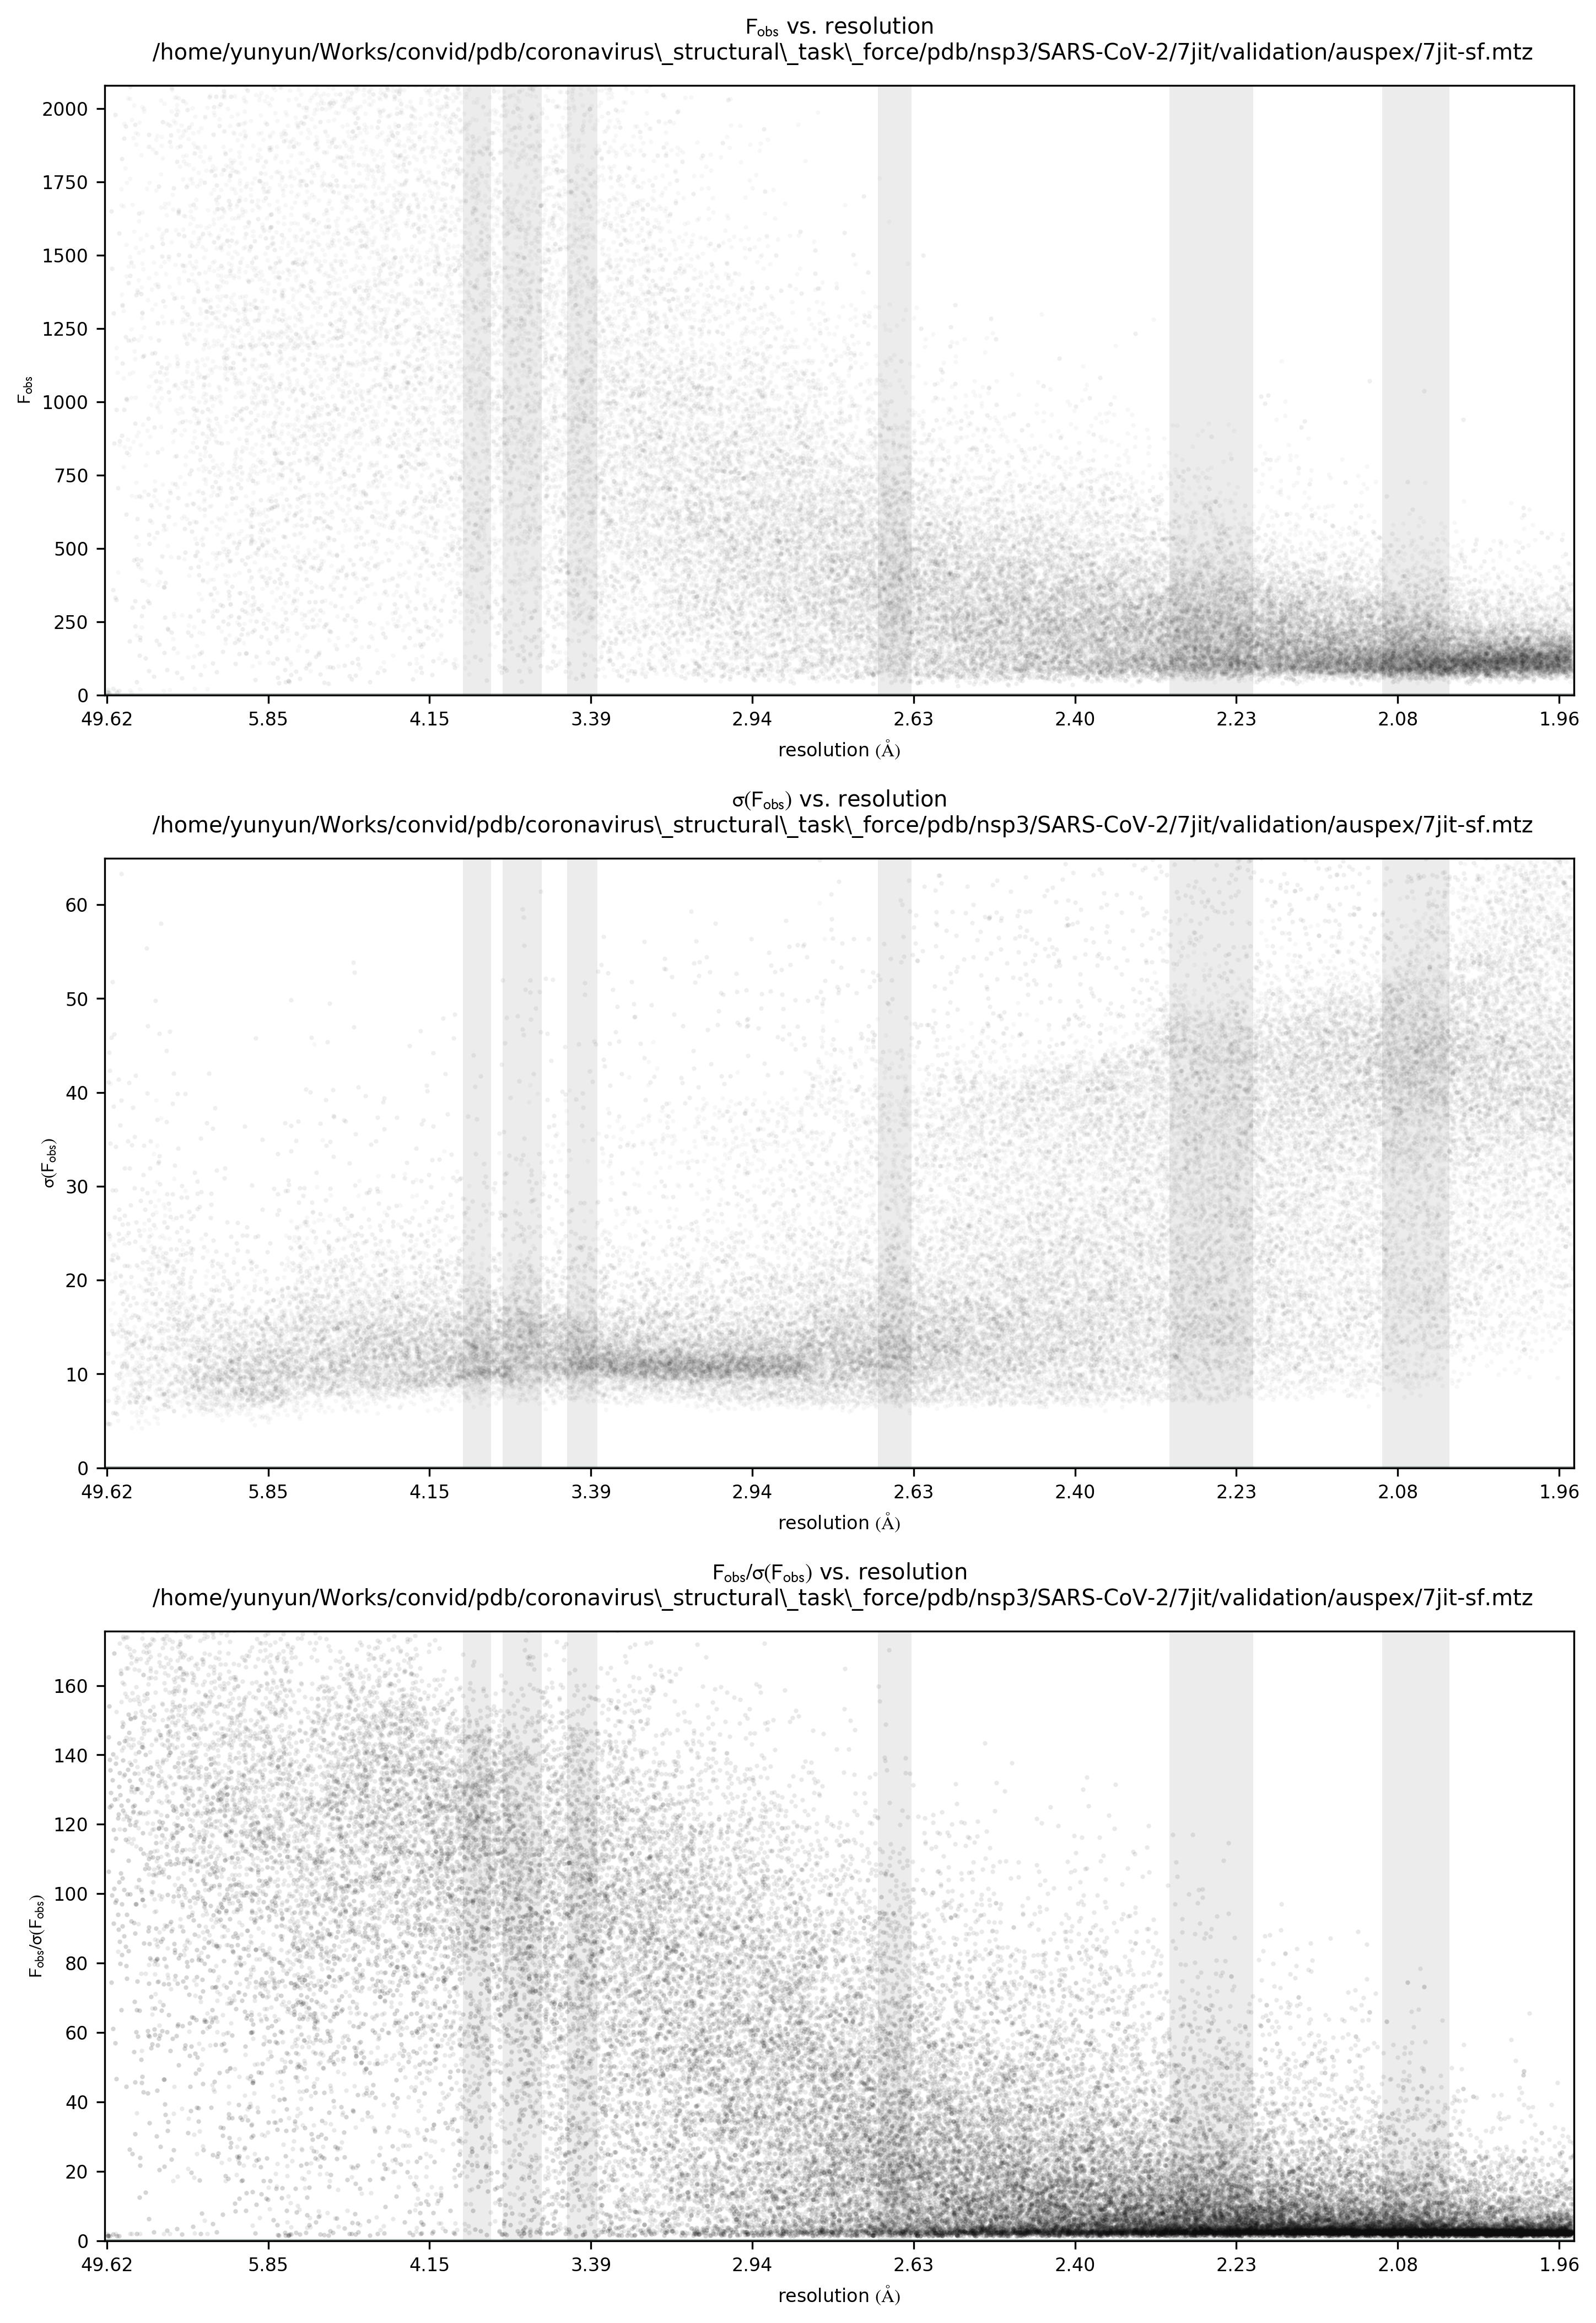 Fobs vs. resolution
/home/yunyun/Works/convid/pdb/coronavirus\_structural\_task\_force/pdb/nsp3/SARS-CoV-2/7jit/validation/auspex/7jit-sf.mtz
2000
1750
1500
1250
1000
750
500
250
0
Fobs
49.62 5.85 4.15 3.39 2.94 2.63 2.40 2.23 2.08 1.96
resolution (Å)
σ(Fobs) vs. resolution
/home/yunyun/Works/convid/pdb/coronavirus\_structural\_task\_force/pdb/nsp3/SARS-CoV-2/7jit/validation/auspex/7jit-sf.mtz
60
50
40
30
20
10
0
σ(Fobs)
49.62 5.85 4.15 3.39 2.94 2.63 2.40 2.23 2.08 1.96
resolution (Å)
Fobs/σ(Fobs) vs. resolution
/home/yunyun/Works/convid/pdb/coronavirus\_structural\_task\_force/pdb/nsp3/SARS-CoV-2/7jit/validation/auspex/7jit-sf.mtz
160
140
120
100
80
60
40
20
0
Fobs/σ(Fobs)
49.62 5.85 4.15 3.39 2.94 2.63 2.40 2.23 2.08 1.96
resolution (Å)